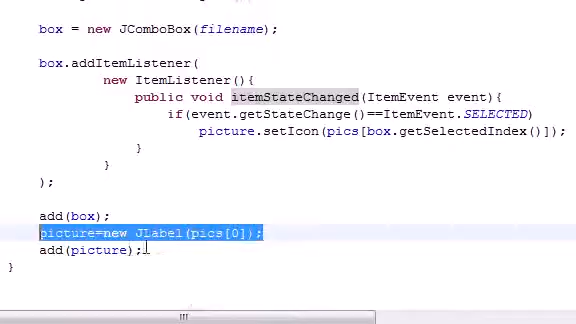 box = new JComboBox(filename);
box.addItemListener(
new ItemListener(){
public void itemStateChanged(ItemEvent event){
if(event.getStateChange()==ItemEvent.SELECTED)
picture.setIcon(pics[box.getSelectedIndex()]);
}
}
);
add(box);
picture=new JLabel(pics[0]);
add(picture);
}